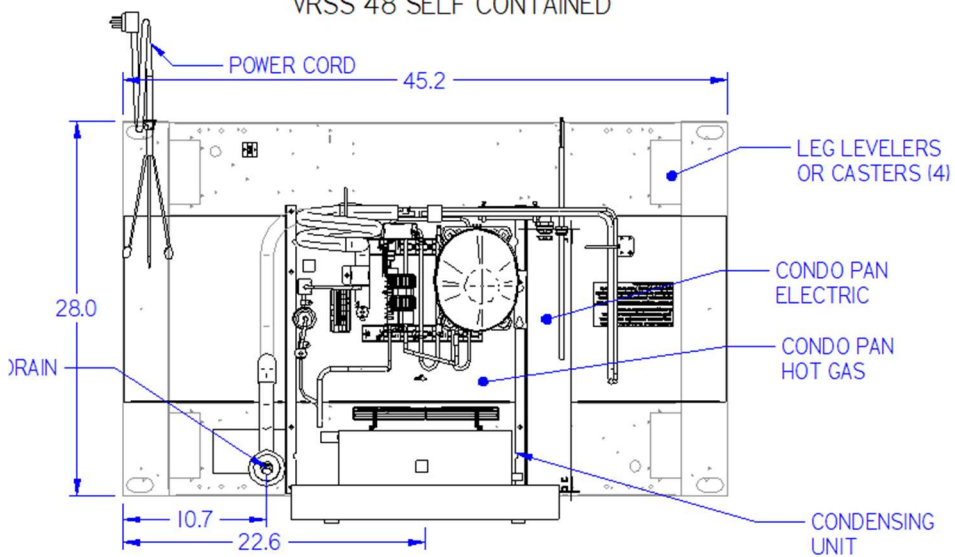 VRSS 48 SELF CONTAINED
POWER CORD
45.2
LEG LEVELERS
OR CASTERS (4)
CONDO PAN
ELECTRIC
28.0
CONDO PAN
HOT GAS
DRAIN
10.7
22.6
CONDENSING
UNIT